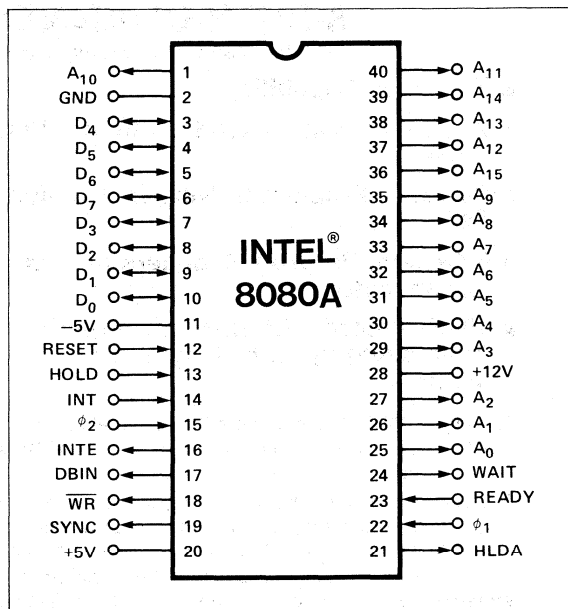 A10 1 40 A11
GND 2 39 A14
D4 3 38 A13
D5 4 37 A12
D6 5 36 A15
D7 6 35 A9
D3 7 34 A8
D2 8 33 A7
D1 9 32 A6
D0 10 31 A5
INTEL®
8080A
−5V 11 30 A4
RESET 12 29 A3
HOLD 13 28 +12V
INT 14 27 A2
ϕ2 15 26 A1
INTE 16 25 A0
DBIN 17 24 WAIT
W̅R̅ 18 23 READY
SYNC 19 22 ϕ1
+5V 20 21 HLDA